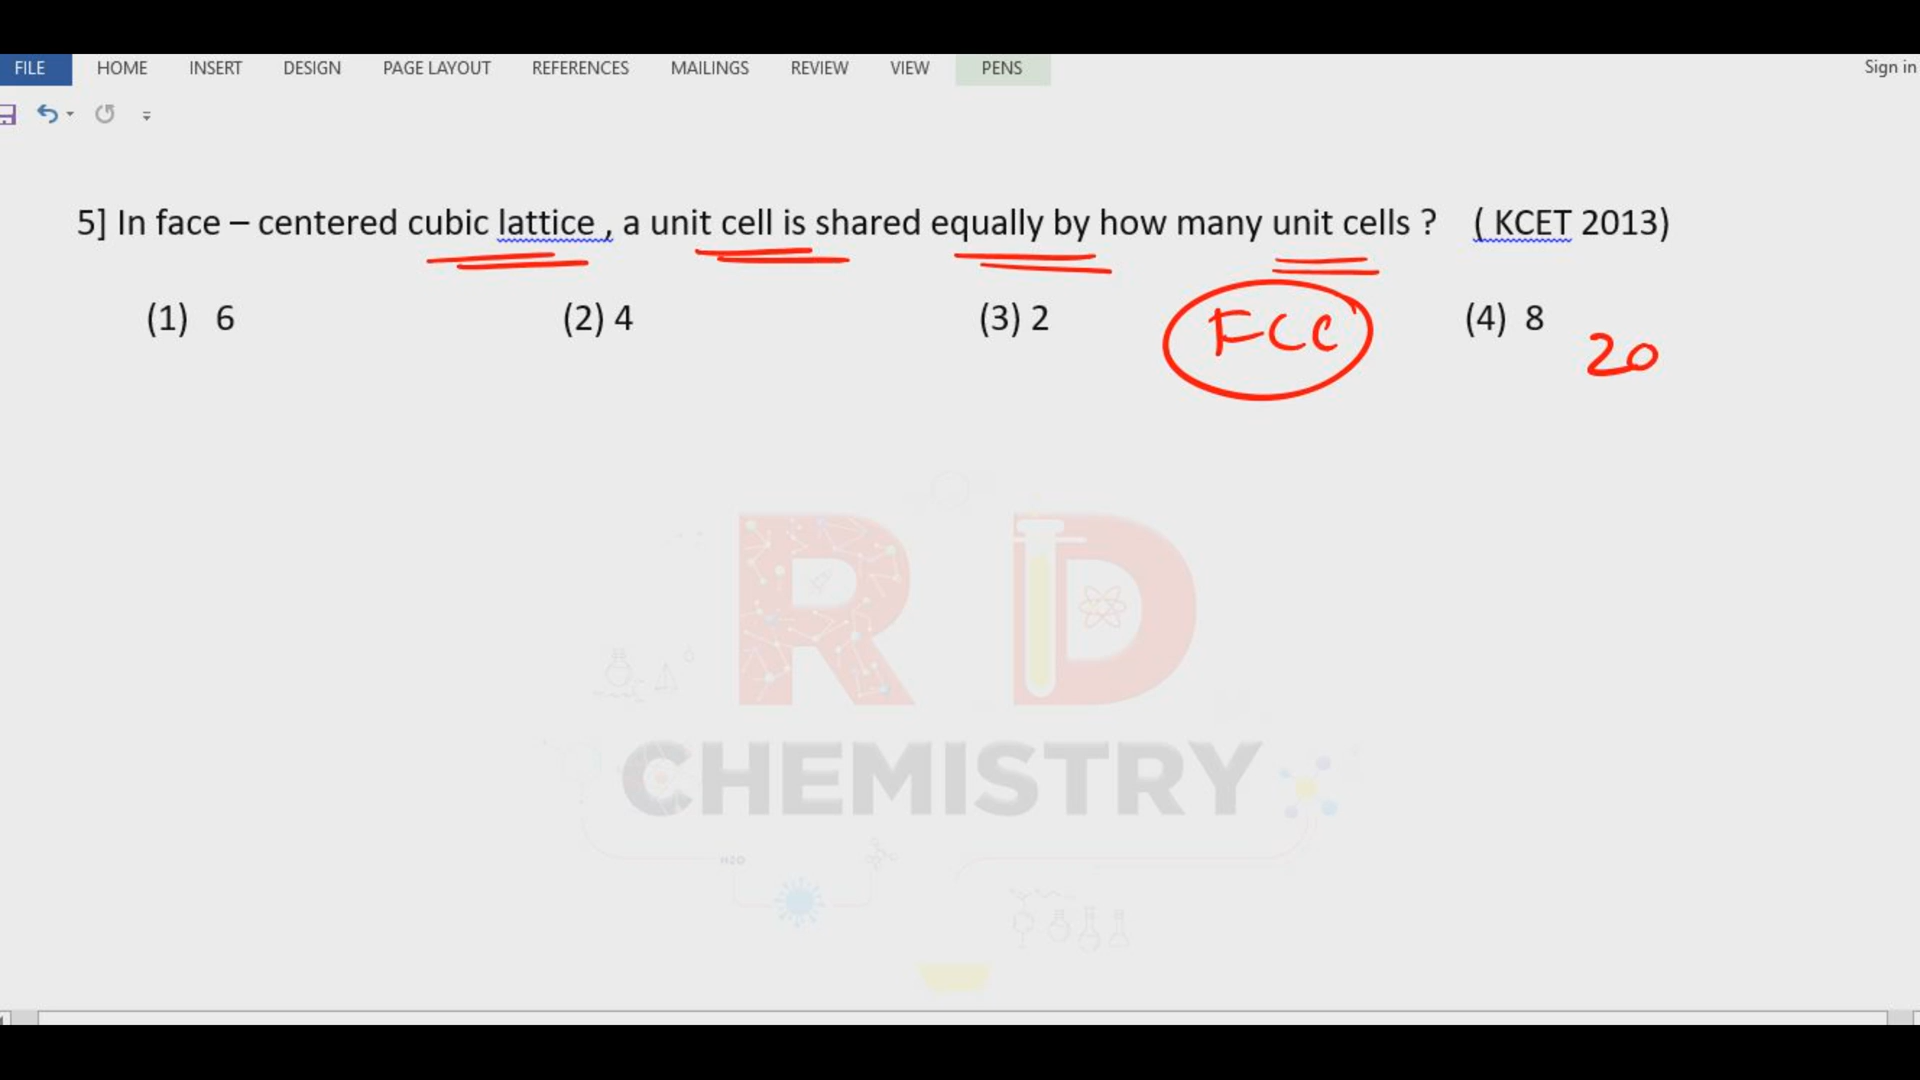 FILE HOME INSERT DESIGN PAGE LAYOUT REFERENCES MAILINGS REVIEW VIEW PENS Sign in
5] In face – centered cubic lattice , a unit cell is shared equally by how many unit cells ? ( KCET 2013)
(1) 6 (2) 4 (3) 2 (4) 8
FCC
20
R D
CHEMISTRY
H2O